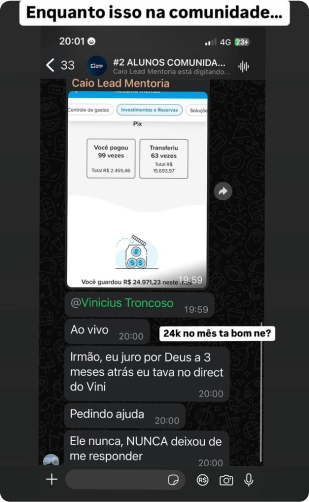 Enquanto isso na comunidade...
20:01
4G 23
33
#2 ALUNOS COMUNIDA...
Caio Lead Mentoria está digitando...
Caio Lead Mentoria
Controle de gastos
Investimentos e Reservas
Soluçõe
Pix
Você pagou
99 vezes
Total R$ 2.455,46
Transferiu
63 vezes
Total R$
15.693,97
Você guardou R$ 24.971,23 neste
19:59
@Vinicius Troncoso
19:59
Ao vivo
20:00
24k no mês ta bom ne?
Irmão, eu juro por Deus a 3
meses atrás eu tava no direct
do Vini
20:00
Pedindo ajuda
20:00
Ele nunca, NUNCA deixou de
me responder
20:00